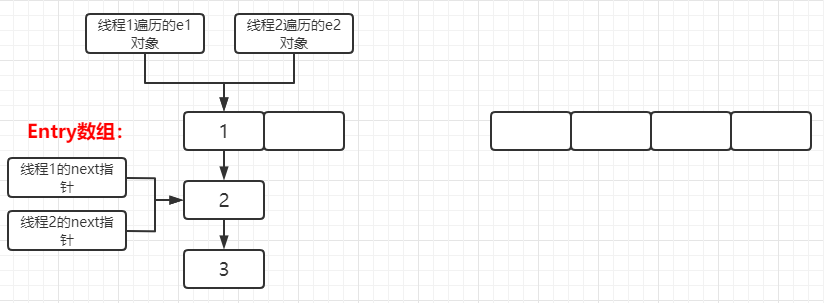 线程1遍历的e1
对象
线程2遍历的e2
对象
Entry数组：
1
线程1的next指
针
2
线程2的next指
针
3